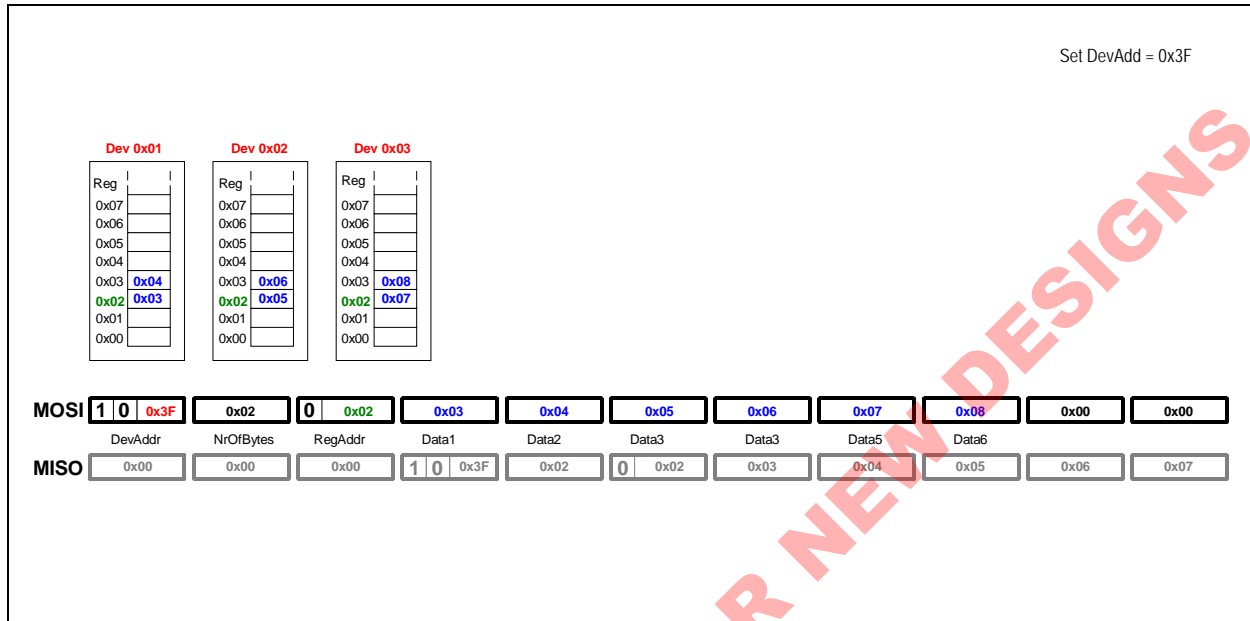 Set DevAdd = 0x3F
Dev 0x01 Dev 0x02 Dev 0x03
Reg Reg Reg
0x07 0x07 0x07
0x06 0x06 0x06
0x05 0x05 0x05
0x04 0x04 0x04
0x03 0x04 0x03 0x06 0x03 0x08
0x02 0x03 0x02 0x05 0x02 0x07
0x01 0x01 0x01
0x00 0x00 0x00
MOSI 1 0 0x3F 0x02 0 0x02 0x03 0x04 0x05 0x06 0x07 0x08 0x00 0x00
DevAddr NrOfBytes RegAddr Data1 Data2 Data3 Data3 Data5 Data6
MISO 0x00 0x00 0x00 1 0 0x3F 0x02 0 0x02 0x03 0x04 0x05 0x06 0x07
R NEW DESIGNS